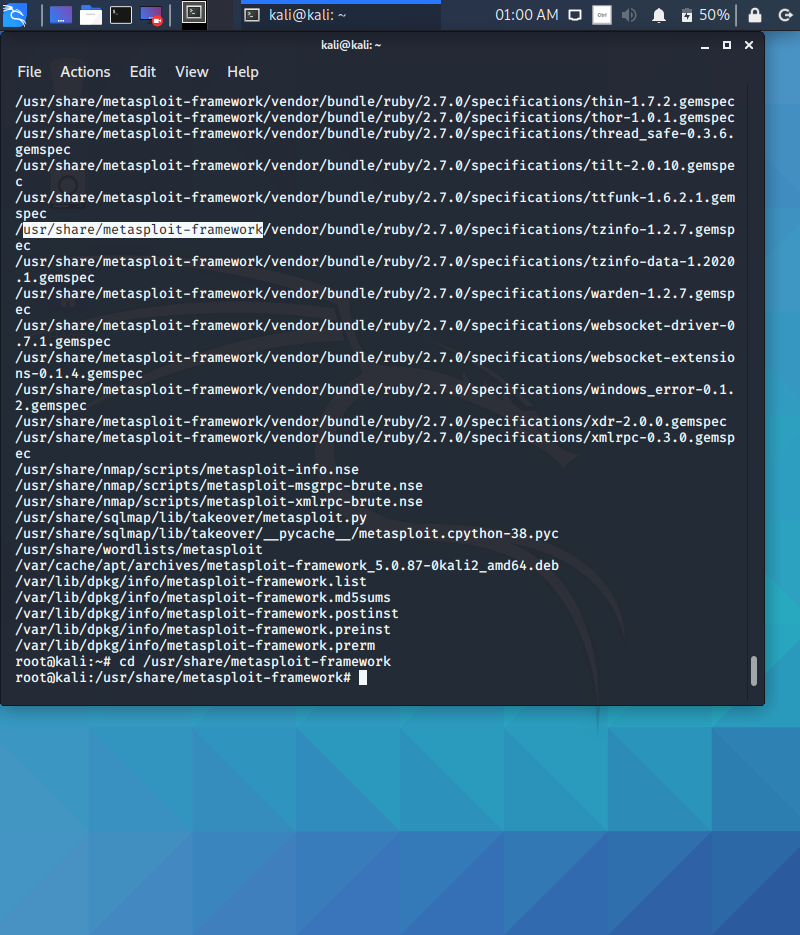 kali@kali: ~
01:00 AM
Ctrl
50%
kali@kali:~
File Actions Edit View Help
/usr/share/metasploit-framework/vendor/bundle/ruby/2.7.0/specifications/thin-1.7.2.gemspec
/usr/share/metasploit-framework/vendor/bundle/ruby/2.7.0/specifications/thor-1.0.1.gemspec
/usr/share/metasploit-framework/vendor/bundle/ruby/2.7.0/specifications/thread_safe-0.3.6.
gemspec
/usr/share/metasploit-framework/vendor/bundle/ruby/2.7.0/specifications/tilt-2.0.10.gemspe
c
/usr/share/metasploit-framework/vendor/bundle/ruby/2.7.0/specifications/ttfunk-1.6.2.1.gem
spec
/usr/share/metasploit-framework/vendor/bundle/ruby/2.7.0/specifications/tzinfo-1.2.7.gemsp
ec
/usr/share/metasploit-framework/vendor/bundle/ruby/2.7.0/specifications/tzinfo-data-1.2020
.1.gemspec
/usr/share/metasploit-framework/vendor/bundle/ruby/2.7.0/specifications/warden-1.2.7.gemsp
ec
/usr/share/metasploit-framework/vendor/bundle/ruby/2.7.0/specifications/websocket-driver-0
.7.1.gemspec
/usr/share/metasploit-framework/vendor/bundle/ruby/2.7.0/specifications/websocket-extensio
ns-0.1.4.gemspec
/usr/share/metasploit-framework/vendor/bundle/ruby/2.7.0/specifications/windows_error-0.1.
2.gemspec
/usr/share/metasploit-framework/vendor/bundle/ruby/2.7.0/specifications/xdr-2.0.0.gemspec
/usr/share/metasploit-framework/vendor/bundle/ruby/2.7.0/specifications/xmlrpc-0.3.0.gemsp
ec
/usr/share/nmap/scripts/metasploit-info.nse
/usr/share/nmap/scripts/metasploit-msgrpc-brute.nse
/usr/share/nmap/scripts/metasploit-xmlrpc-brute.nse
/usr/share/sqlmap/lib/takeover/metasploit.py
/usr/share/sqlmap/lib/takeover/__pycache__/metasploit.cpython-38.pyc
/usr/share/wordlists/metasploit
/var/cache/apt/archives/metasploit-framework_5.0.87-0kali2_amd64.deb
/var/lib/dpkg/info/metasploit-framework.list
/var/lib/dpkg/info/metasploit-framework.md5sums
/var/lib/dpkg/info/metasploit-framework.postinst
/var/lib/dpkg/info/metasploit-framework.preinst
/var/lib/dpkg/info/metasploit-framework.prerm
root@kali:~# cd /usr/share/metasploit-framework
root@kali:/usr/share/metasploit-framework#